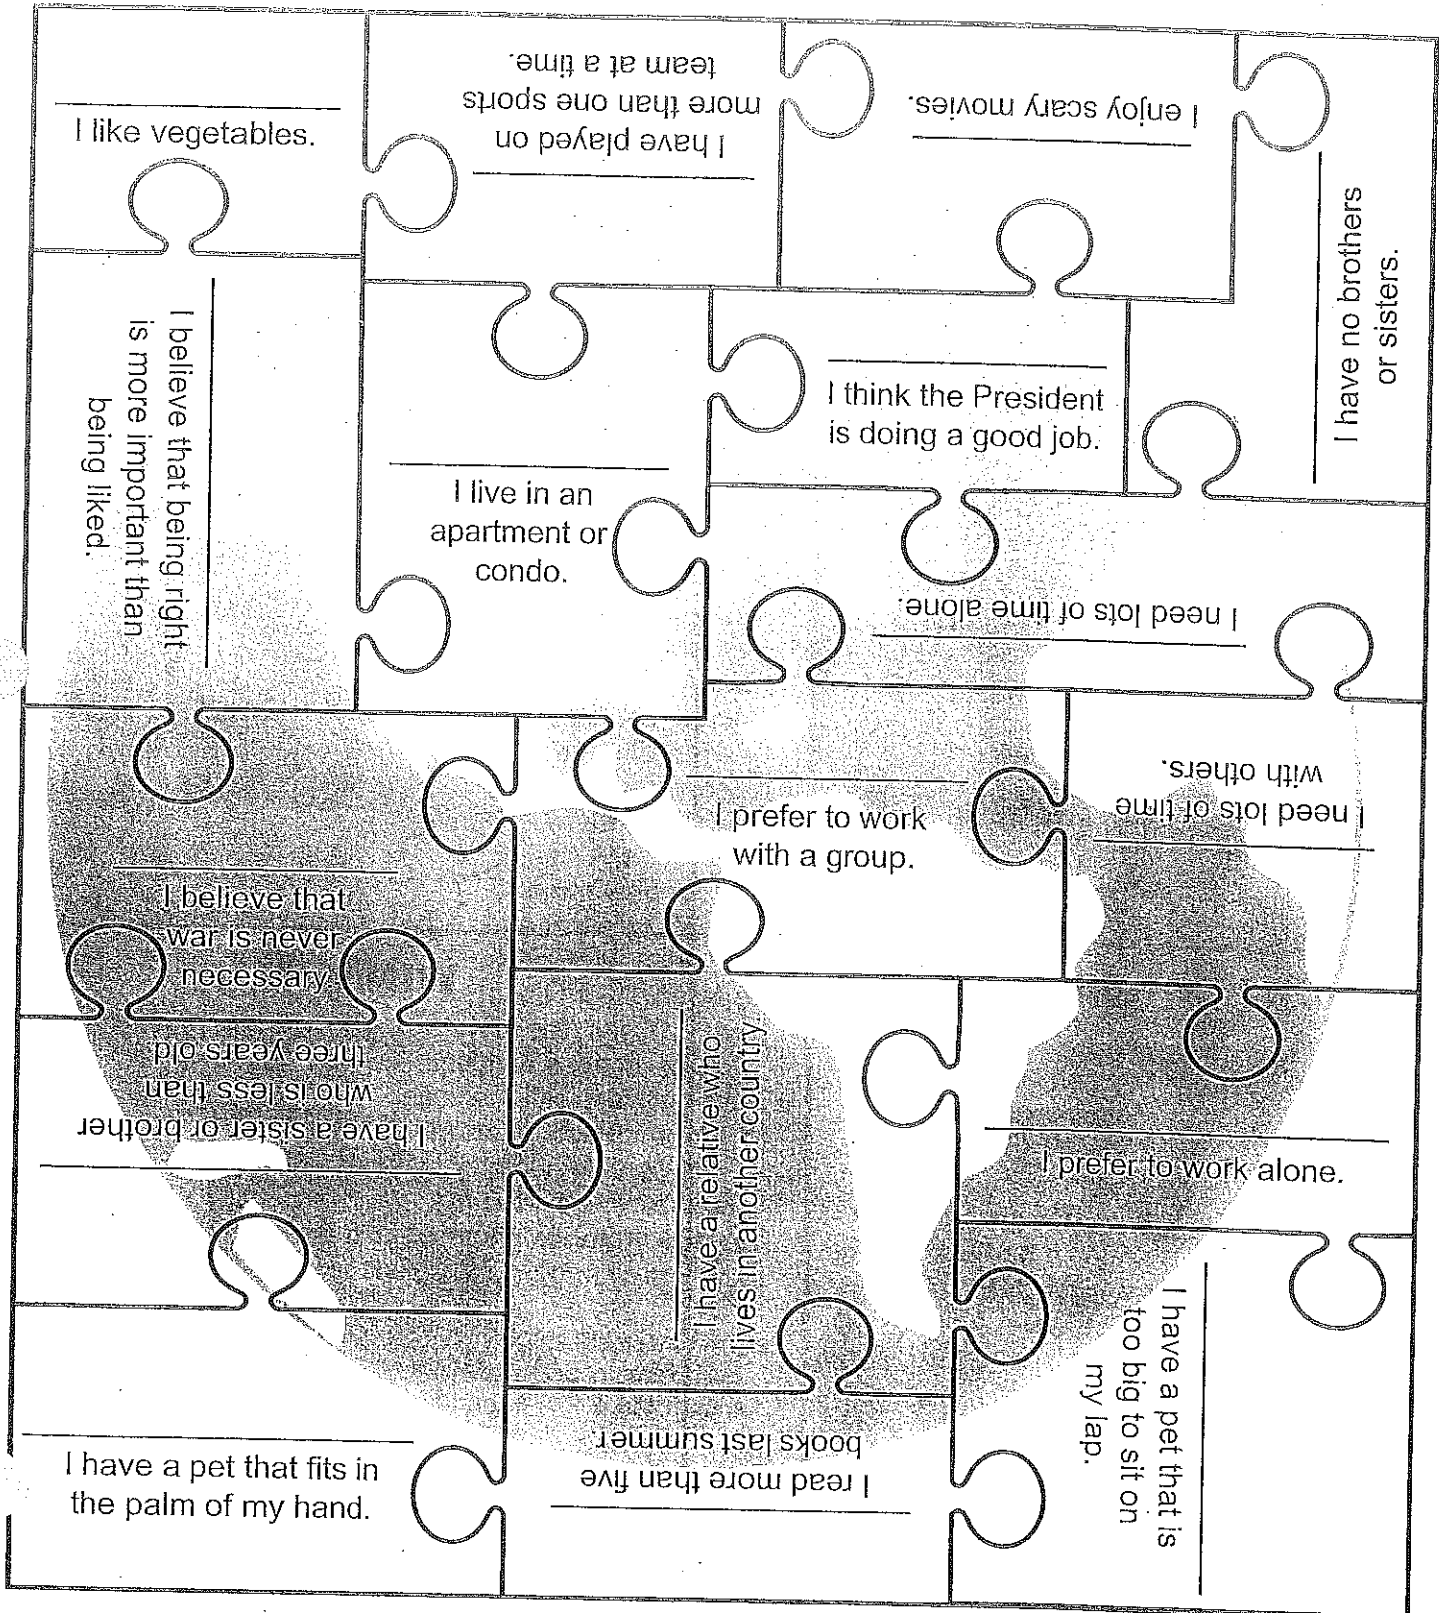 I like vegetables.
I have played on
more than one sports
team at a time.
I enjoy scary movies.
I have no brothers
or sisters.
I believe that being right
is more important than
being liked.
I live in an
apartment or
condo.
I think the President
is doing a good job.
I need lots of time alone.
I prefer to work
with a group.
I need lots of time
with others.
I believe that
war is never
necessary
I have a sister or brother
who is less than
three years old
I have a relative who
lives in another country
I prefer to work alone.
I have a pet that fits in
the palm of my hand.
I read more than five
books last summer.
I have a pet that is
too big to sit on
my lap.